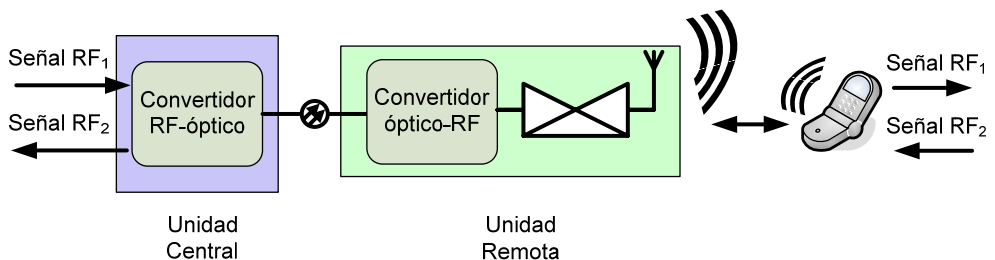 Señal RF₁
Señal RF₂
Convertidor
RF-óptico
Convertidor
óptico-RF
Señal RF₁
Señal RF₂
Unidad
Central
Unidad
Remota